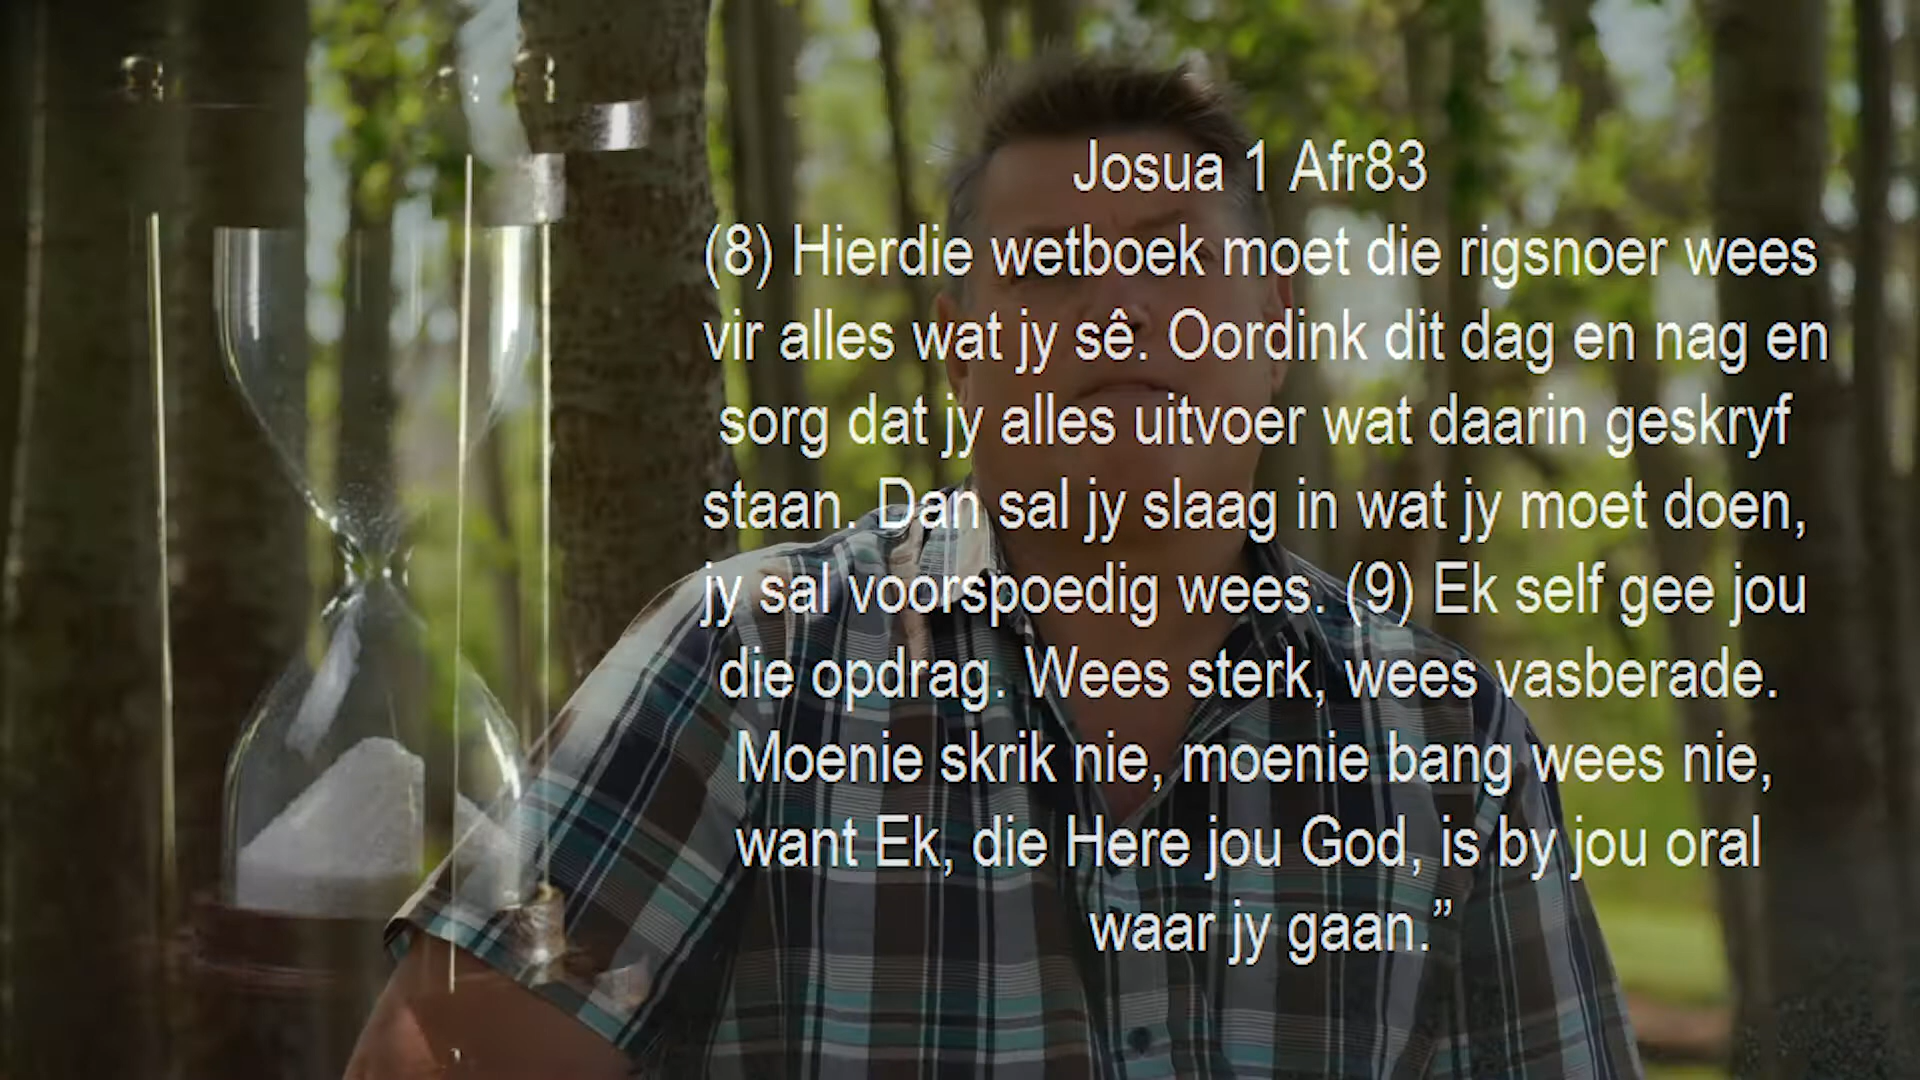 Josua 1 Afr83
(8) Hierdie wetboek moet die rigsnoer wees
vir alles wat jy sê. Oordink dit dag en nag en
sorg dat jy alles uitvoer wat daarin geskryf
staan. Dan sal jy slaag in wat jy moet doen,
jy sal voorspoedig wees. (9) Ek self gee jou
die opdrag. Wees sterk, wees vasberade.
Moenie skrik nie, moenie bang wees nie,
want Ek, die Here jou God, is by jou oral
waar jy gaan.”